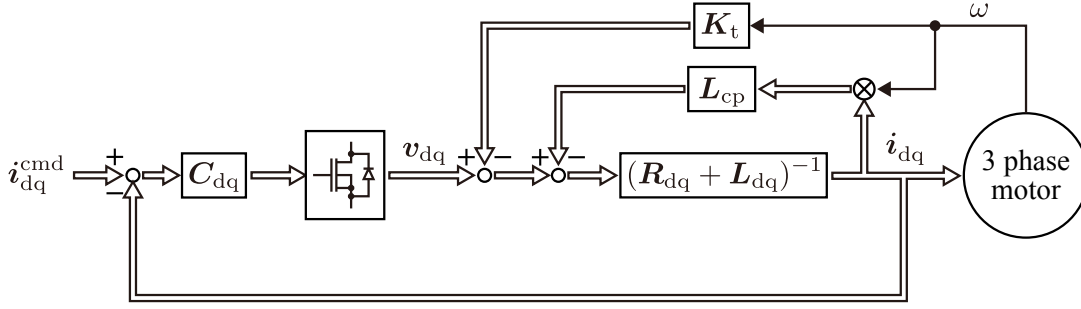 K_t
ω
L_cp
i_dq^cmd
+
−
C_dq
v_dq
+
−
+
−
(R_dq + L_dq)^−1
i_dq
3 phase
motor